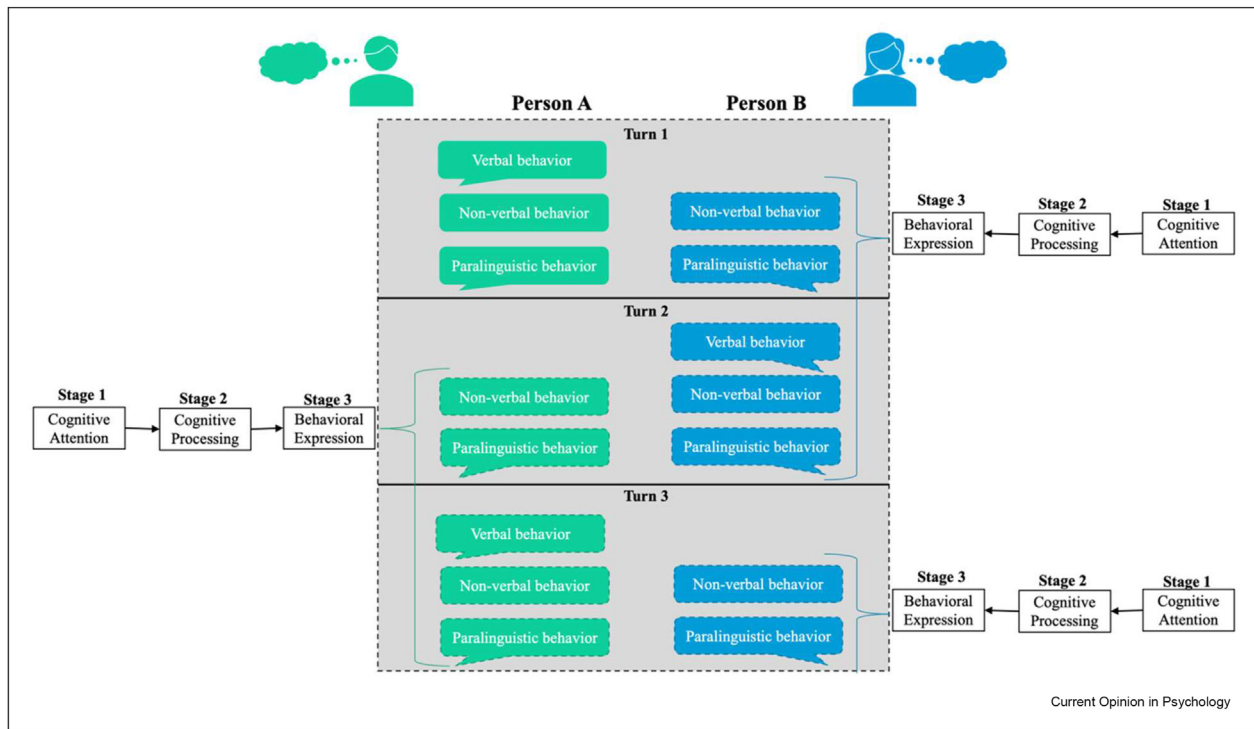 Person A
Person B
Turn 1
Verbal behavior
Non-verbal behavior
Paralinguistic behavior
Non-verbal behavior
Paralinguistic behavior
Stage 3
Behavioral
Expression
Stage 2
Cognitive
Processing
Stage 1
Cognitive
Attention
Turn 2
Verbal behavior
Non-verbal behavior
Paralinguistic behavior
Non-verbal behavior
Paralinguistic behavior
Stage 1
Cognitive
Attention
Stage 2
Cognitive
Processing
Stage 3
Behavioral
Expression
Turn 3
Verbal behavior
Non-verbal behavior
Paralinguistic behavior
Non-verbal behavior
Paralinguistic behavior
Stage 3
Behavioral
Expression
Stage 2
Cognitive
Processing
Stage 1
Cognitive
Attention
Current Opinion in Psychology